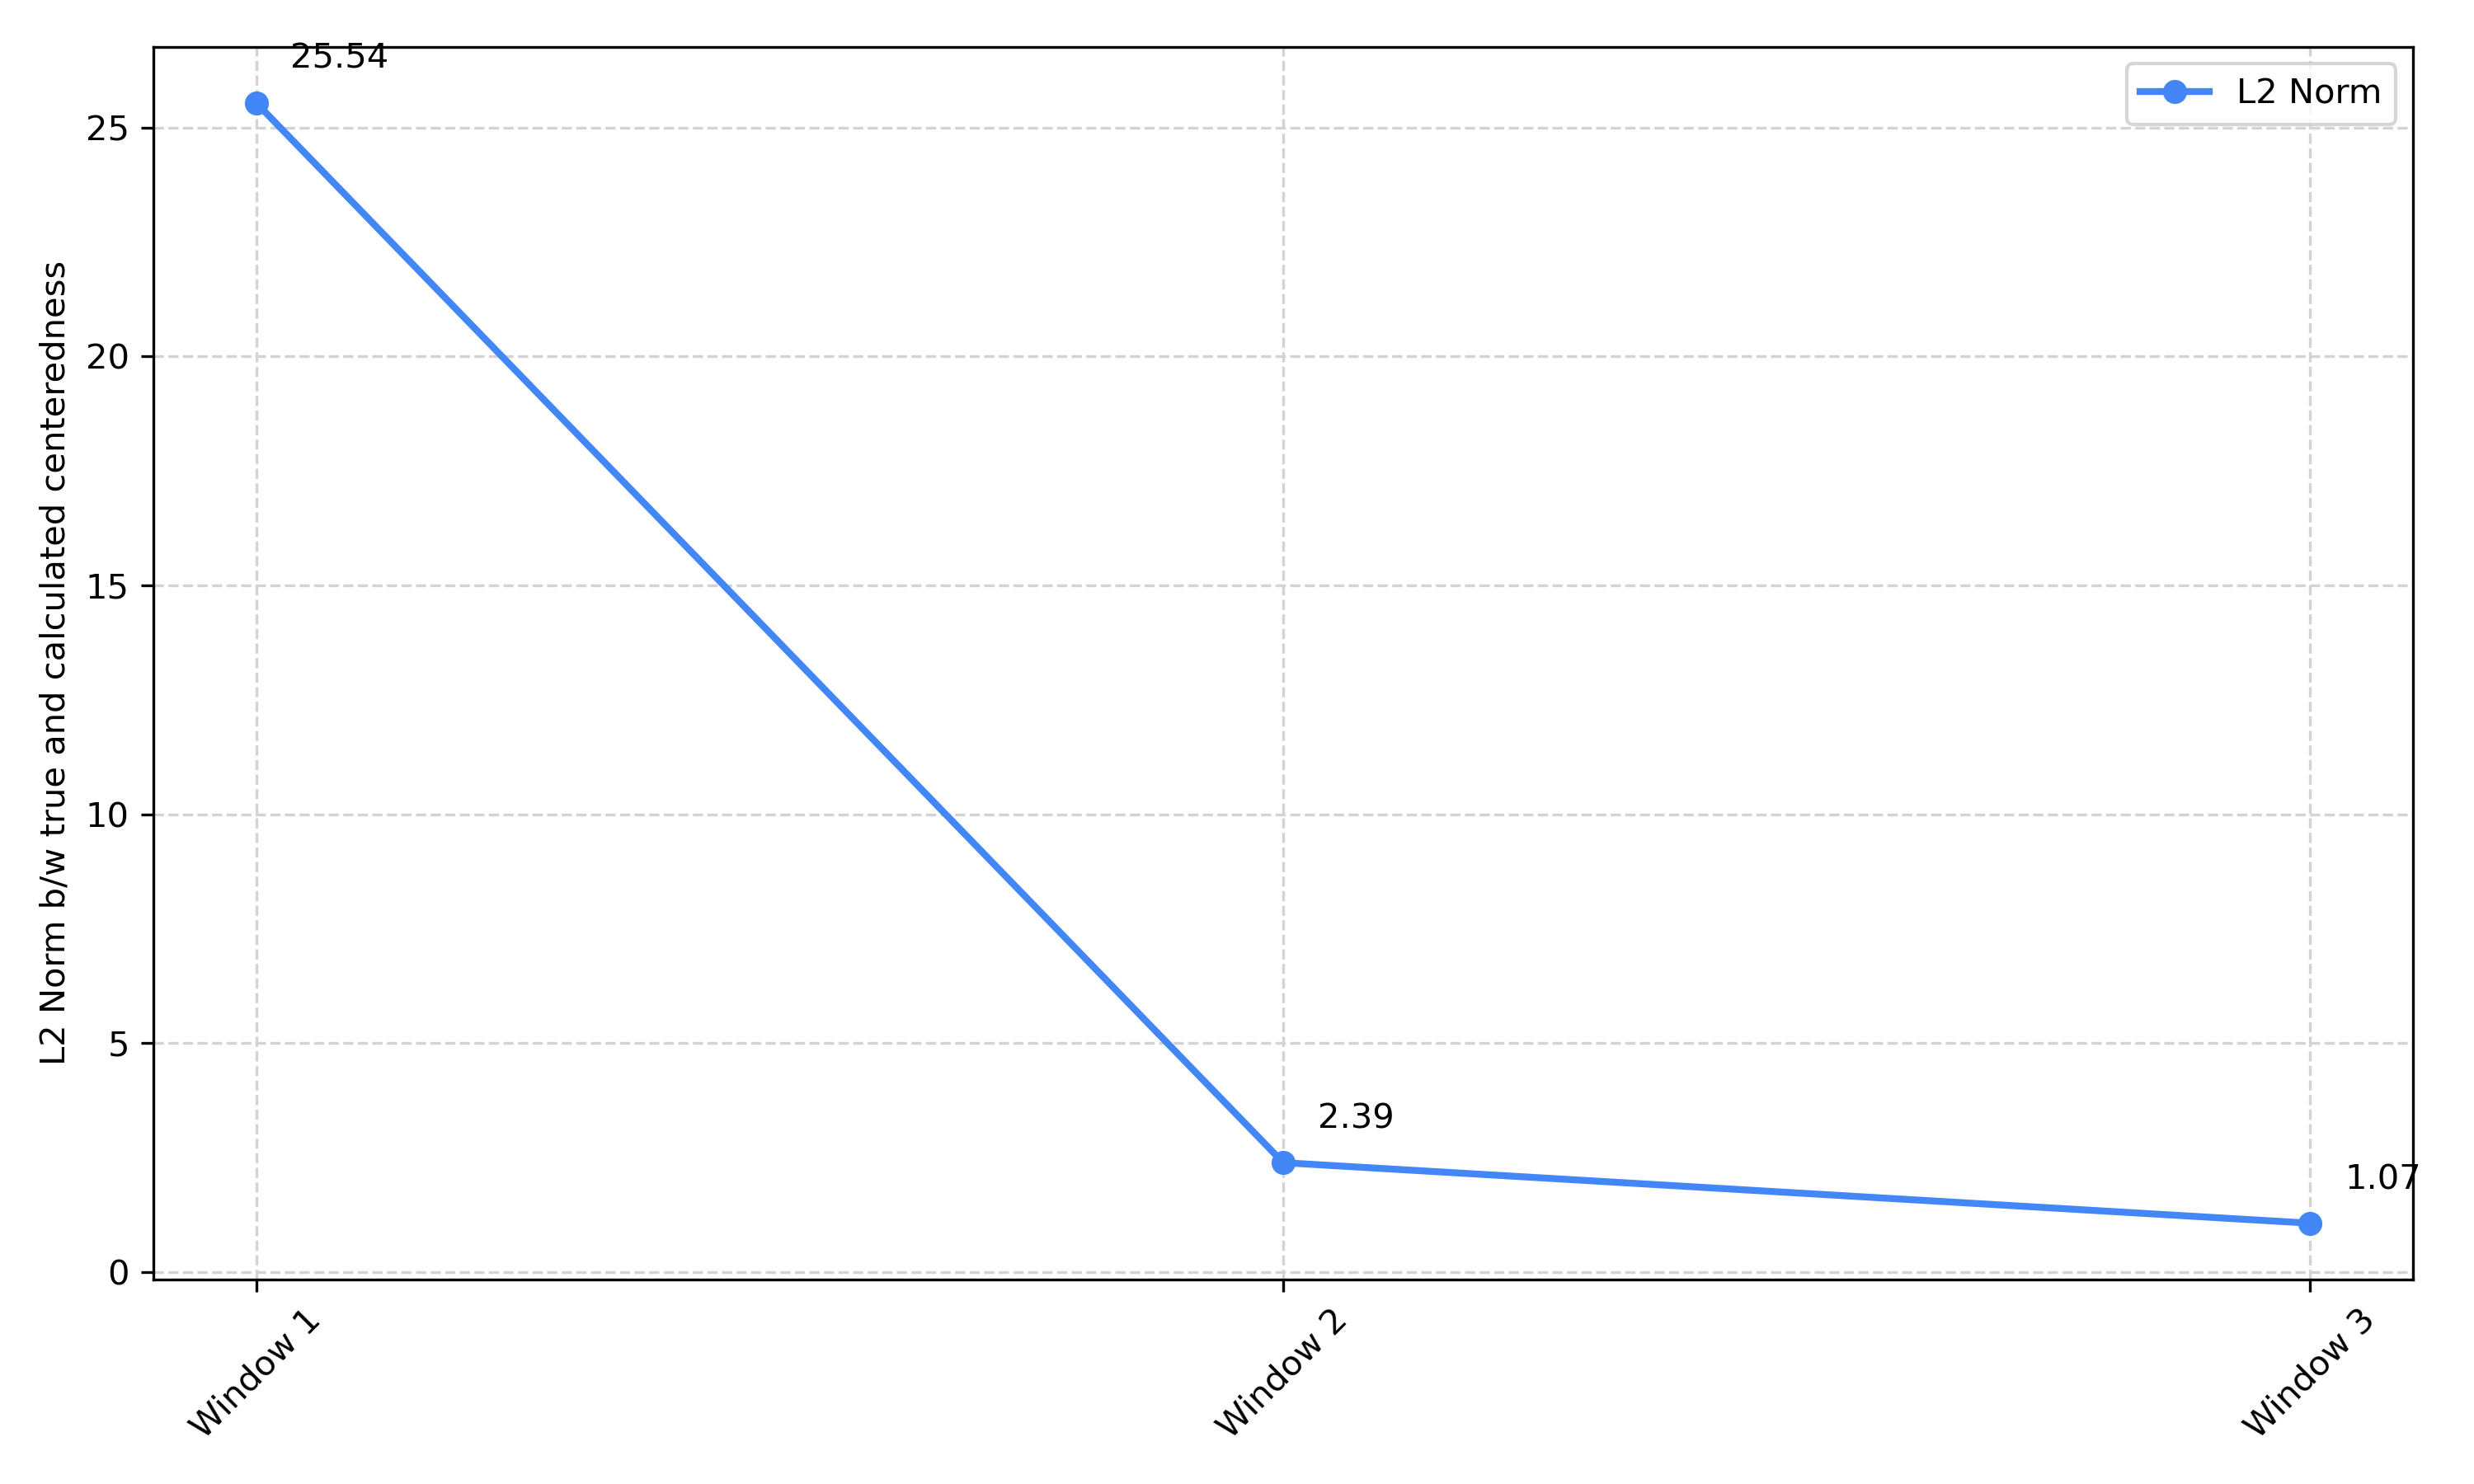 25.54
L2 Norm
25
20
15
10
5
0
L2 Norm b/w true and calculated centeredness
2.39
1.07
Window 1
Window 2
Window 3